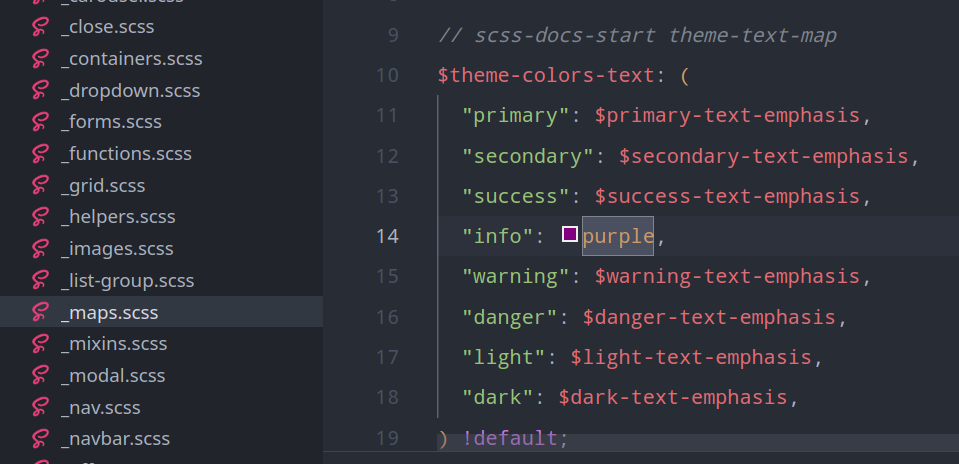 _close.scss
_containers.scss
_dropdown.scss
_forms.scss
_functions.scss
_grid.scss
_helpers.scss
_images.scss
_list-group.scss
_maps.scss
_mixins.scss
_modal.scss
_nav.scss
_navbar.scss
9 // scss-docs-start theme-text-map
10 $theme-colors-text: (
11 "primary": $primary-text-emphasis,
12 "secondary": $secondary-text-emphasis,
13 "success": $success-text-emphasis,
14 "info": purple,
15 "warning": $warning-text-emphasis,
16 "danger": $danger-text-emphasis,
17 "light": $light-text-emphasis,
18 "dark": $dark-text-emphasis,
19 ) !default;